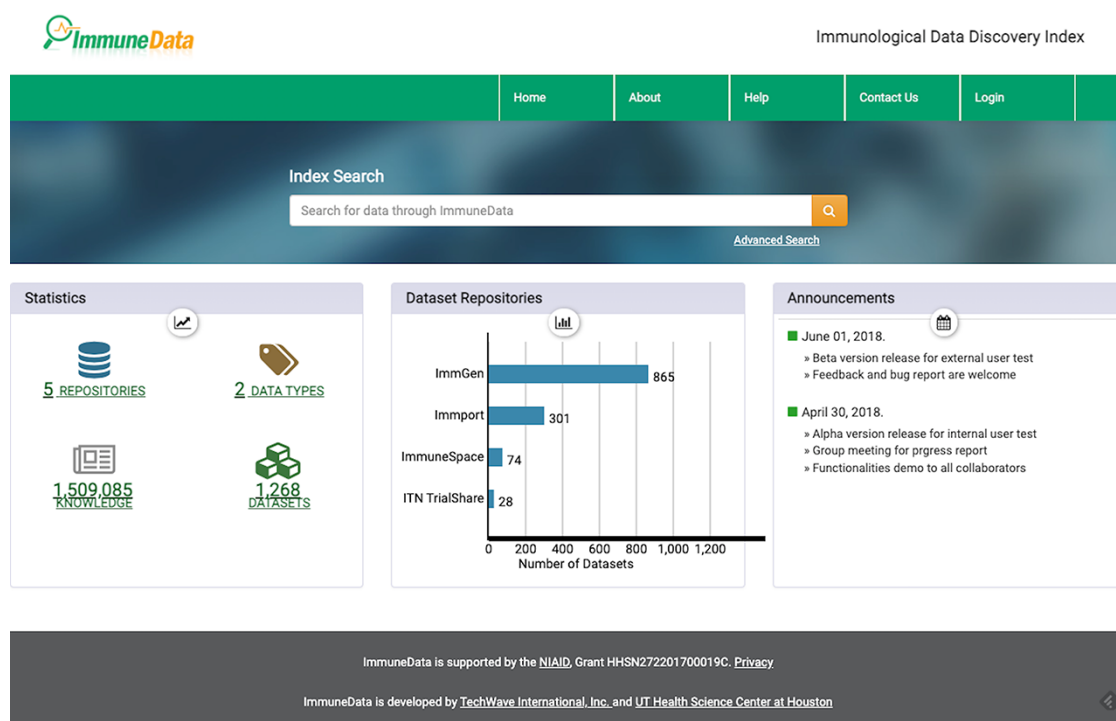 ImmuneData
Immunological Data Discovery Index
Home
About
Help
Contact Us
Login
Index Search
Search for data through ImmuneData
Advanced Search
Statistics
5 REPOSITORIES
2 DATA TYPES
1,509,085
KNOWLEDGE
1,268
DATASETS
Dataset Repositories
ImmGen
865
Immport
301
ImmuneSpace
74
ITN TrialShare
28
0 200 400 600 800 1,000 1,200
Number of Datasets
Announcements
June 01, 2018.
» Beta version release for external user test
» Feedback and bug report are welcome
April 30, 2018.
» Alpha version release for internal user test
» Group meeting for prgress report
» Functionalities demo to all collaborators
ImmuneData is supported by the NIAID, Grant HHSN272201700019C. Privacy
ImmuneData is developed by TechWave International, Inc. and UT Health Science Center at Houston